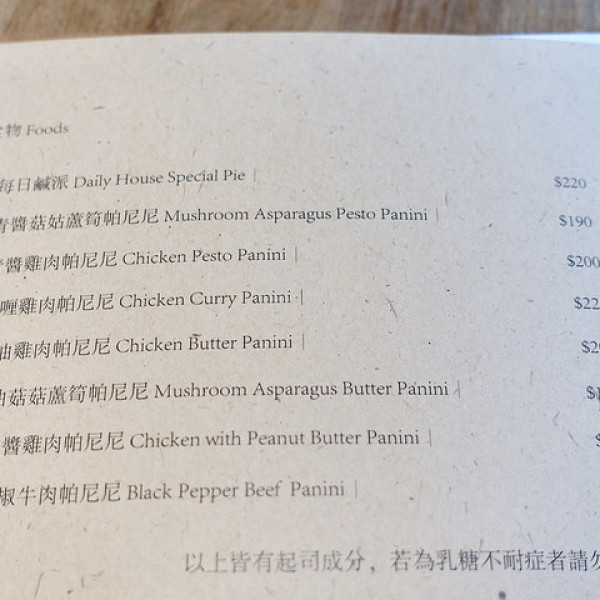 物 Foods
每日鹹派 Daily House Special Pie | $220
青醬菇姑蘆筍帕尼尼 Mushroom Asparagus Pesto Panini | $190
醬雞肉帕尼尼 Chicken Pesto Panini | $200
喱雞肉帕尼尼 Chicken Curry Panini | $22
油雞肉帕尼尼 Chicken Butter Panini |
菇菇蘆筍帕尼尼 Mushroom Asparagus Butter Panini |
醬雞肉帕尼尼 Chicken with Peanut Butter Panini |
椒牛肉帕尼尼 Black Pepper Beef Panini |
以上皆有起司成分，若為乳糖不耐症者請勿